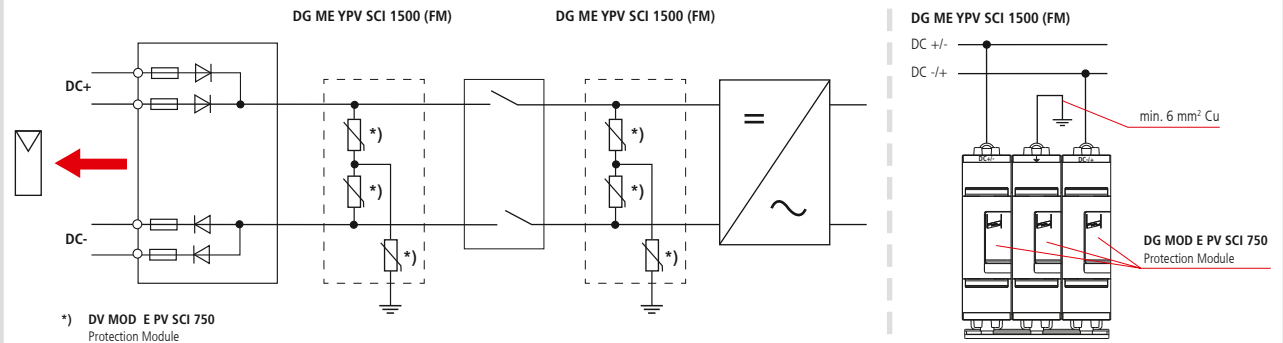 DG ME YPV SCI 1500 (FM)
DG ME YPV SCI 1500 (FM)
DC+
*)
*)
*)
*)
*)
*)
=
DC-
*) DV MOD E PV SCI 750
Protection Module
DG ME YPV SCI 1500 (FM)
DC +/-
DC -/+
min. 6 mm² Cu
DC+/-
DC-/+
DG MOD E PV SCI 750
Protection Module